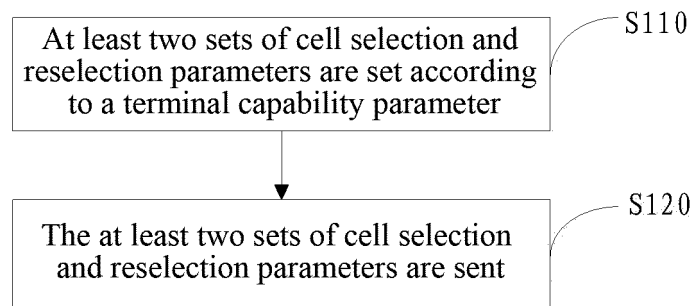 At least two sets of cell selection and
reselection parameters are set according
to a terminal capability parameter
S110
The at least two sets of cell selection
and reselection parameters are sent
S120